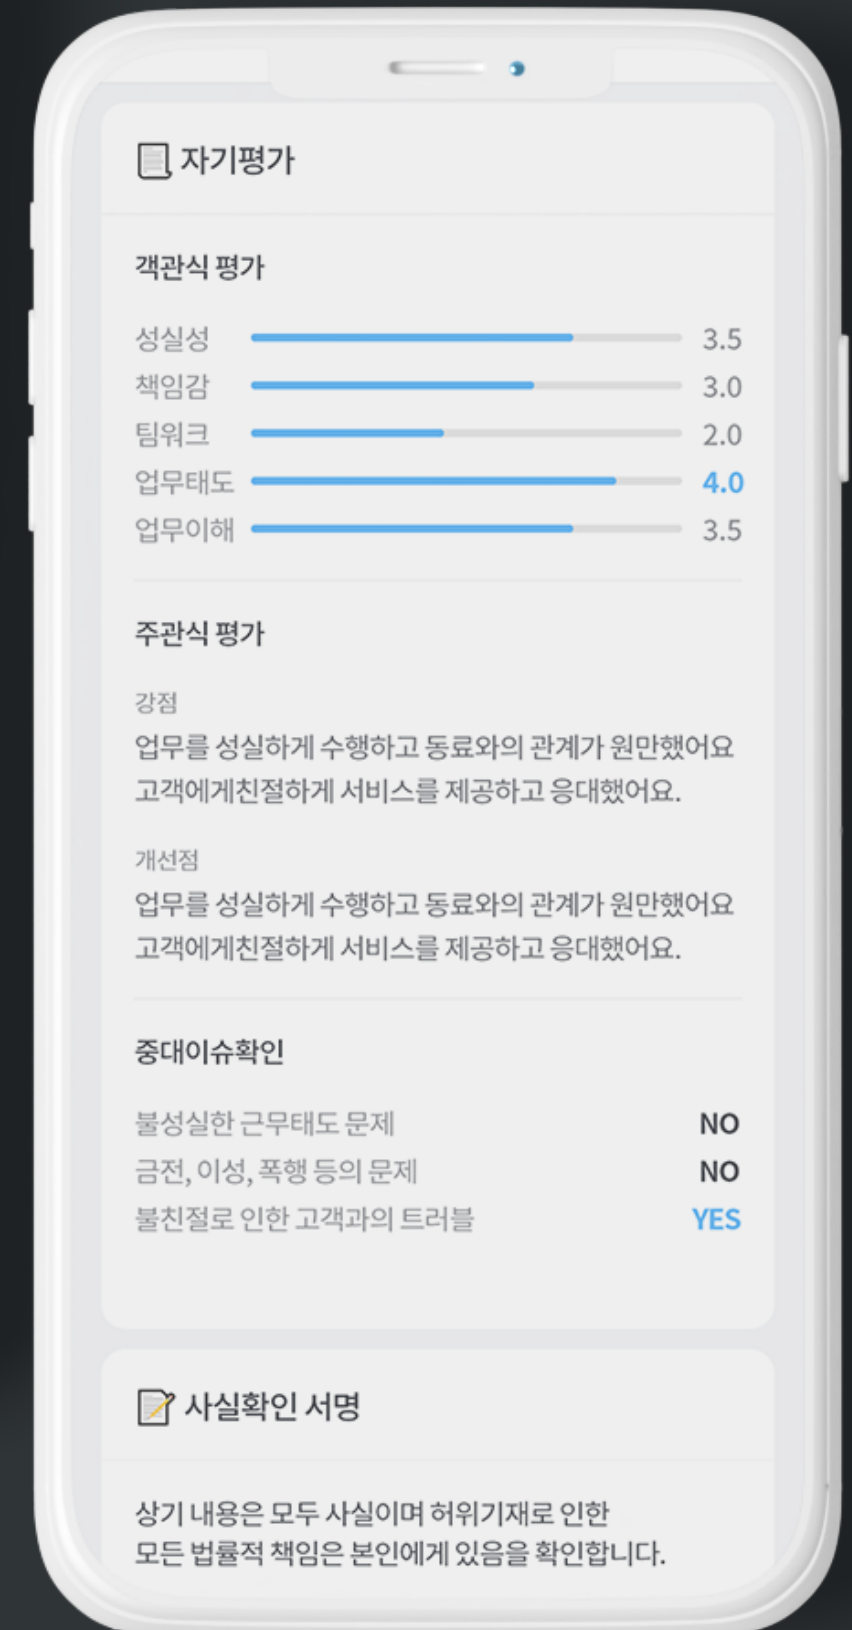 자기평가
객관식 평가
성실성 3.5
책임감 3.0
팀워크 2.0
업무태도 4.0
업무이해 3.5
주관식 평가
강점
업무를 성실하게 수행하고 동료와의 관계가 원만했어요
고객에게친절하게 서비스를 제공하고 응대했어요.
개선점
업무를 성실하게 수행하고 동료와의 관계가 원만했어요
고객에게친절하게 서비스를 제공하고 응대했어요.
중대이슈확인
불성실한 근무태도 문제 NO
금전, 이성, 폭행 등의 문제 NO
불친절로 인한 고객과의 트러블 YES
사실확인 서명
상기 내용은 모두 사실이며 허위기재로 인한
모든 법률적 책임은 본인에게 있음을 확인합니다.